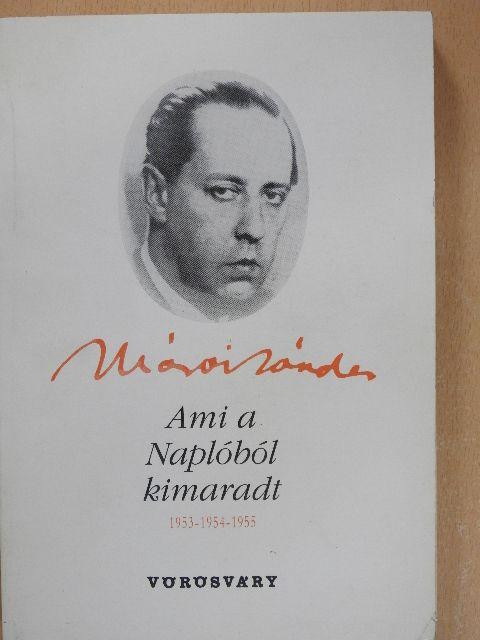 Márai Sándor
Ami a
Naplóból
kimaradt
1953-1954-1955
VÖRÖSVÁRY